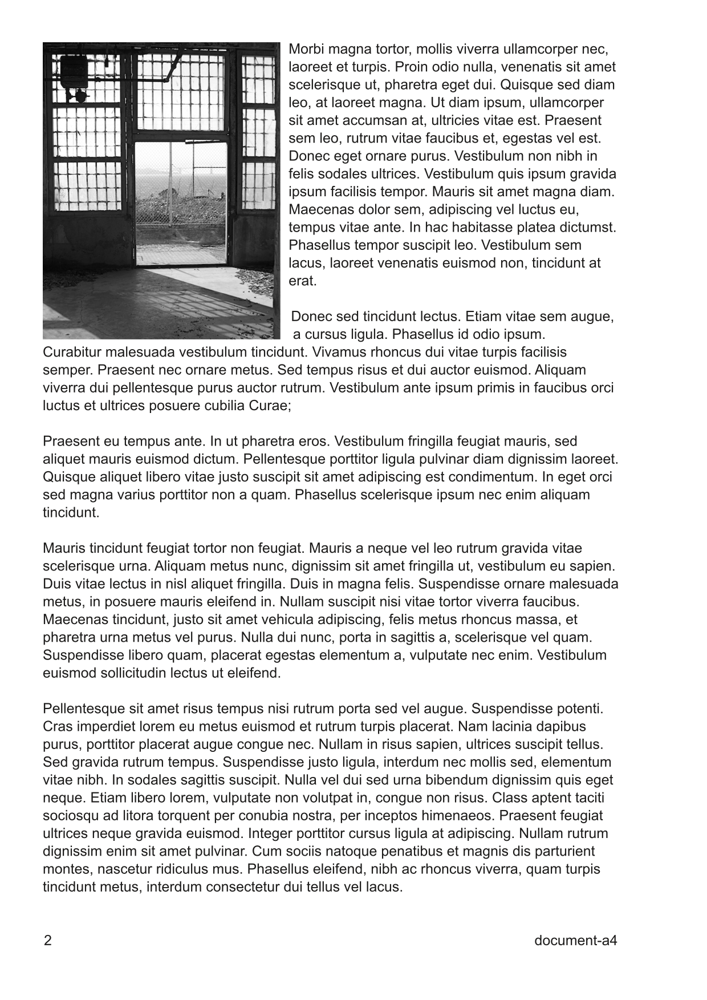 Morbi magna tortor, mollis viverra ullamcorper nec,
laoreet et turpis. Proin odio nulla, venenatis sit amet
scelerisque ut, pharetra eget dui. Quisque sed diam
leo, at laoreet magna. Ut diam ipsum, ullamcorper
sit amet accumsan at, ultricies vitae est. Praesent
sem leo, rutrum vitae faucibus et, egestas vel est.
Donec eget ornare purus. Vestibulum non nibh in
felis sodales ultrices. Vestibulum quis ipsum gravida
ipsum facilisis tempor. Mauris sit amet magna diam.
Maecenas dolor sem, adipiscing vel luctus eu,
tempus vitae ante. In hac habitasse platea dictumst.
Phasellus tempor suscipit leo. Vestibulum sem
lacus, laoreet venenatis euismod non, tincidunt at
erat.
Donec sed tincidunt lectus. Etiam vitae sem augue,
a cursus ligula. Phasellus id odio ipsum.
Curabitur malesuada vestibulum tincidunt. Vivamus rhoncus dui vitae turpis facilisis
semper. Praesent nec ornare metus. Sed tempus risus et dui auctor euismod. Aliquam
viverra dui pellentesque purus auctor rutrum. Vestibulum ante ipsum primis in faucibus orci
luctus et ultrices posuere cubilia Curae;
Praesent eu tempus ante. In ut pharetra eros. Vestibulum fringilla feugiat mauris, sed
aliquet mauris euismod dictum. Pellentesque porttitor ligula pulvinar diam dignissim laoreet.
Quisque aliquet libero vitae justo suscipit sit amet adipiscing est condimentum. In eget orci
sed magna varius porttitor non a quam. Phasellus scelerisque ipsum nec enim aliquam
tincidunt.
Mauris tincidunt feugiat tortor non feugiat. Mauris a neque vel leo rutrum gravida vitae
scelerisque urna. Aliquam metus nunc, dignissim sit amet fringilla ut, vestibulum eu sapien.
Duis vitae lectus in nisl aliquet fringilla. Duis in magna felis. Suspendisse ornare malesuada
metus, in posuere mauris eleifend in. Nullam suscipit nisi vitae tortor viverra faucibus.
Maecenas tincidunt, justo sit amet vehicula adipiscing, felis metus rhoncus massa, et
pharetra urna metus vel purus. Nulla dui nunc, porta in sagittis a, scelerisque vel quam.
Suspendisse libero quam, placerat egestas elementum a, vulputate nec enim. Vestibulum
euismod sollicitudin lectus ut eleifend.
Pellentesque sit amet risus tempus nisi rutrum porta sed vel augue. Suspendisse potenti.
Cras imperdiet lorem eu metus euismod et rutrum turpis placerat. Nam lacinia dapibus
purus, porttitor placerat augue congue nec. Nullam in risus sapien, ultrices suscipit tellus.
Sed gravida rutrum tempus. Suspendisse justo ligula, interdum nec mollis sed, elementum
vitae nibh. In sodales sagittis suscipit. Nulla vel dui sed urna bibendum dignissim quis eget
neque. Etiam libero lorem, vulputate non volutpat in, congue non risus. Class aptent taciti
sociosqu ad litora torquent per conubia nostra, per inceptos himenaeos. Praesent feugiat
ultrices neque gravida euismod. Integer porttitor cursus ligula at adipiscing. Nullam rutrum
dignissim enim sit amet pulvinar. Cum sociis natoque penatibus et magnis dis parturient
montes, nascetur ridiculus mus. Phasellus eleifend, nibh ac rhoncus viverra, quam turpis
tincidunt metus, interdum consectetur dui tellus vel lacus.
2 document-a4